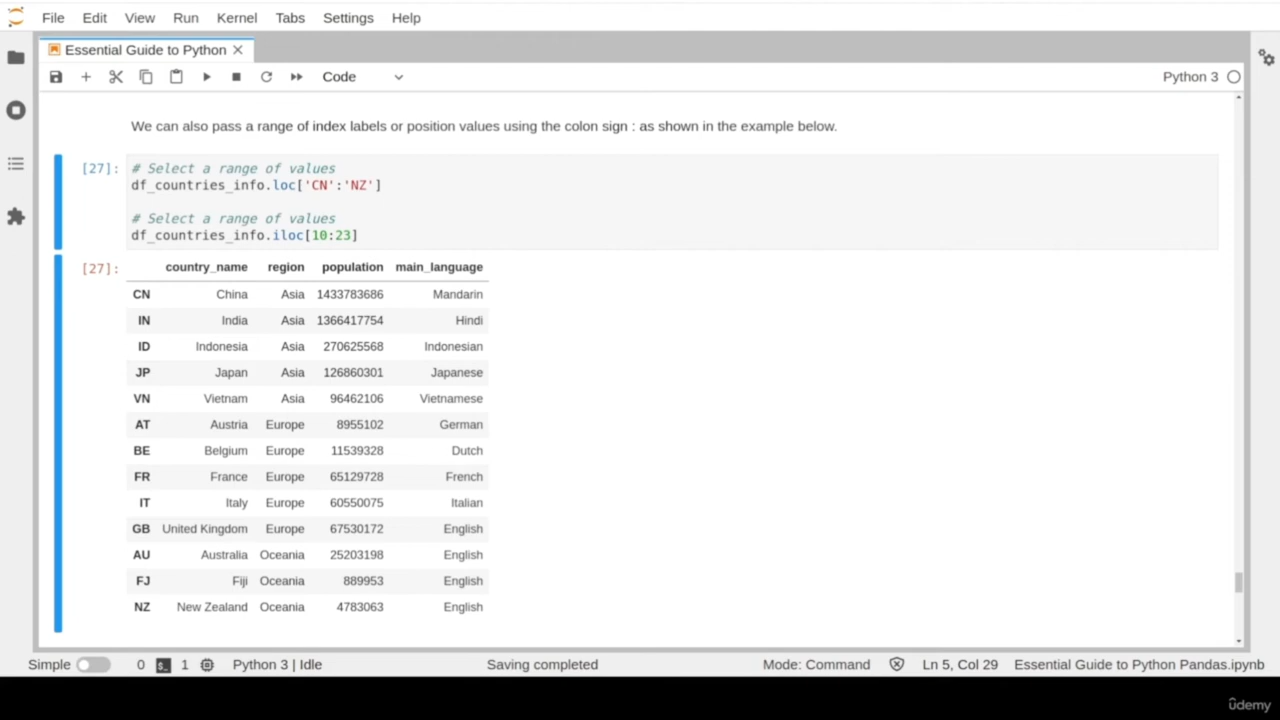 File Edit View Run Kernel Tabs Settings Help
Essential Guide to Python
Code
Python 3
We can also pass a range of index labels or position values using the colon sign : as shown in the example below.
[27]: # Select a range of values
df_countries_info.loc['CN':'NZ']
# Select a range of values
df_countries_info.iloc[10:23]
[27]: country_name region population main_language
CN China Asia 1433783686 Mandarin
IN India Asia 1366417754 Hindi
ID Indonesia Asia 270625568 Indonesian
JP Japan Asia 126860301 Japanese
VN Vietnam Asia 96462106 Vietnamese
AT Austria Europe 8955102 German
BE Belgium Europe 11539328 Dutch
FR France Europe 65129728 French
IT Italy Europe 60550075 Italian
GB United Kingdom Europe 67530172 English
AU Australia Oceania 25203198 English
FJ Fiji Oceania 889953 English
NZ New Zealand Oceania 4783063 English
Simple 0 $_ 1 Python 3 | Idle Saving completed Mode: Command Ln 5, Col 29 Essential Guide to Python Pandas.ipynb
ûdemy